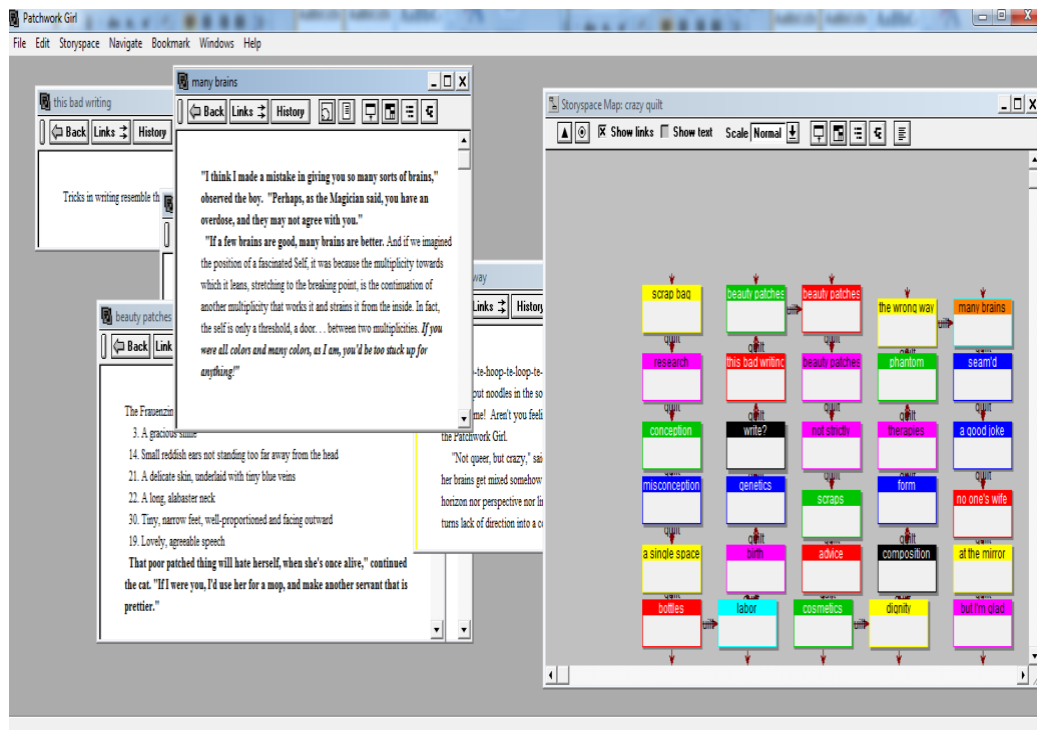 Patchwork Girl
File Edit Storyspace Navigate Bookmark Windows Help
this bad writing
Back Links History
Tricks in writing resemble th
many brains
Back Links History
"I think I made a mistake in giving you so many sorts of brains,"
observed the boy. "Perhaps, as the Magician said, you have an
overdose, and they may not agree with you."
"If a few brains are good, many brains are better. And if we imagined
the position of a fascinated Self, it was because the multiplicity towards
which it leans, stretching to the breaking point, is the continuation of
another multiplicity that works it and strains it from the inside. In fact,
the self is only a threshold, a door. . . between two multiplicities. If you
were all colors and many colors, as I am, you'd be too stuck up for
anything!"
way
Links History
-te-hoop-te-loop-te-
put noodles in the so
me! Aren't you feeli
the Patchwork Girl.
"Not queer, but crazy," sai
her brains get mixed somehow
horizon nor perspective nor li
turns lack of direction into a co
beauty patches
Back Link
The Frauenzin
3. A gracious smile
14. Small reddish ears not standing too far away from the head
21. A delicate skin, underlaid with tiny blue veins
22. A long, alabaster neck
30. Tiny, narrow feet, well-proportioned and facing outward
19. Lovely, agreeable speech
That poor patched thing will hate herself, when she's once alive," continued
the cat. "If I were you, I'd use her for a mop, and make another servant that is
prettier."
Storyspace Map: crazy quilt
Show links Show text Scale Normal
scrap bag beauty patches beauty patches the wrong way many brains
research this bad writing beauty patches phantom seam'd
conception write? not strictly therapies a good joke
misconception genetics scraps form no one's wife
a single space birth advice composition at the mirror
bottles labor cosmetics dignity but i'm glad